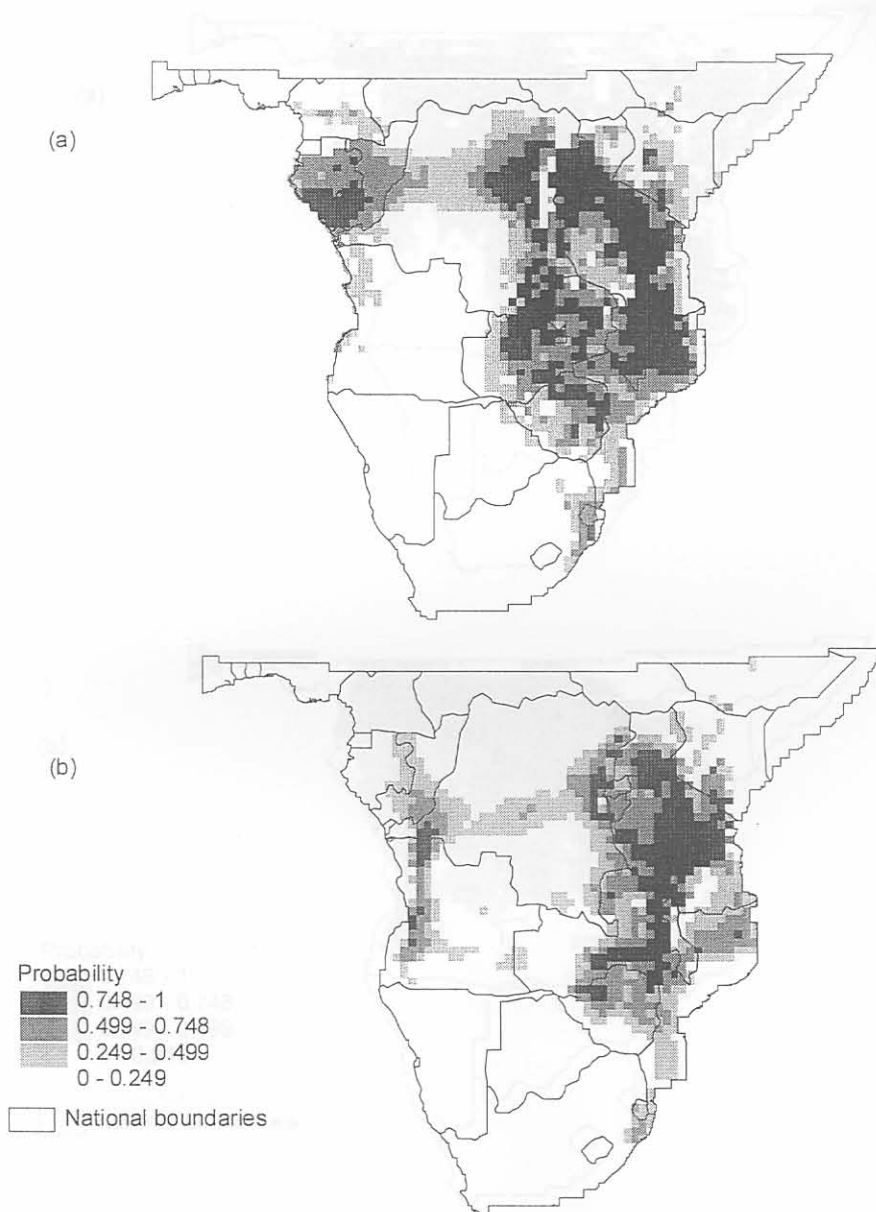 (a)
(b)
Probability
0.748 - 1
0.499 - 0.748
0.249 - 0.499
0 - 0.249
National boundaries